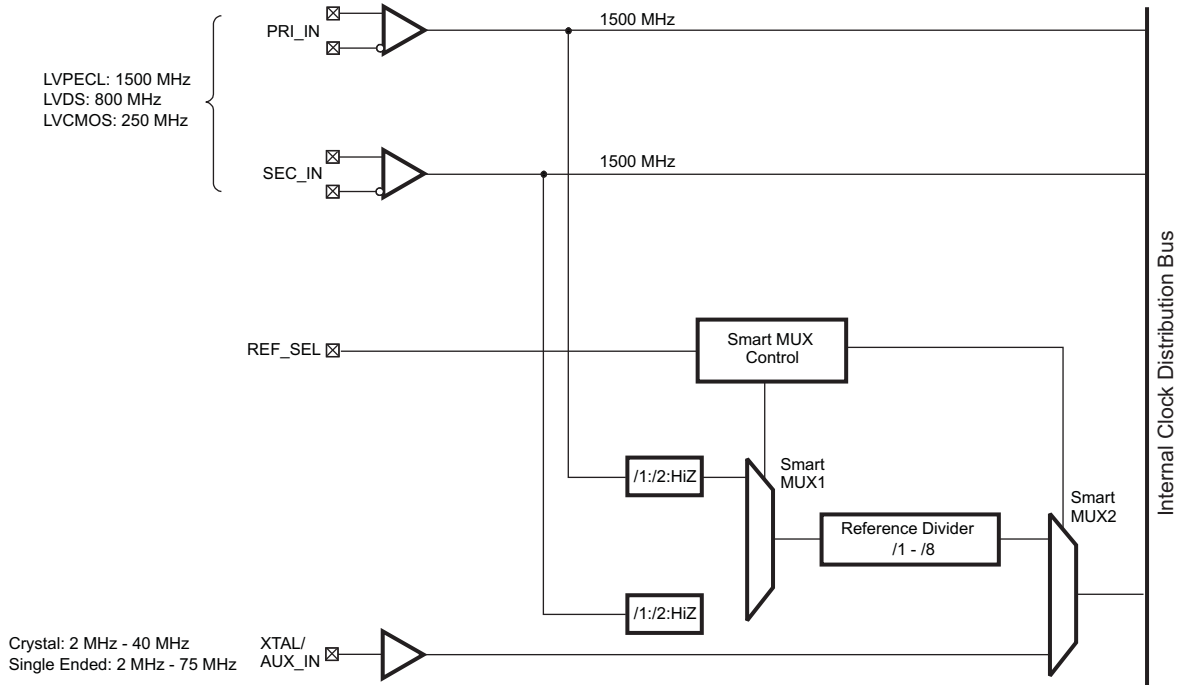 PRI_IN
1500 MHz
LVPECL: 1500 MHz
LVDS: 800 MHz
LVCMOS: 250 MHz
SEC_IN
1500 MHz
Internal Clock Distribution Bus
REF_SEL
Smart MUX
Control
/1:/2:HiZ
Smart
MUX1
Reference Divider
/1 - /8
Smart
MUX2
/1:/2:HiZ
Crystal: 2 MHz - 40 MHz
Single Ended: 2 MHz - 75 MHz
XTAL/
AUX_IN